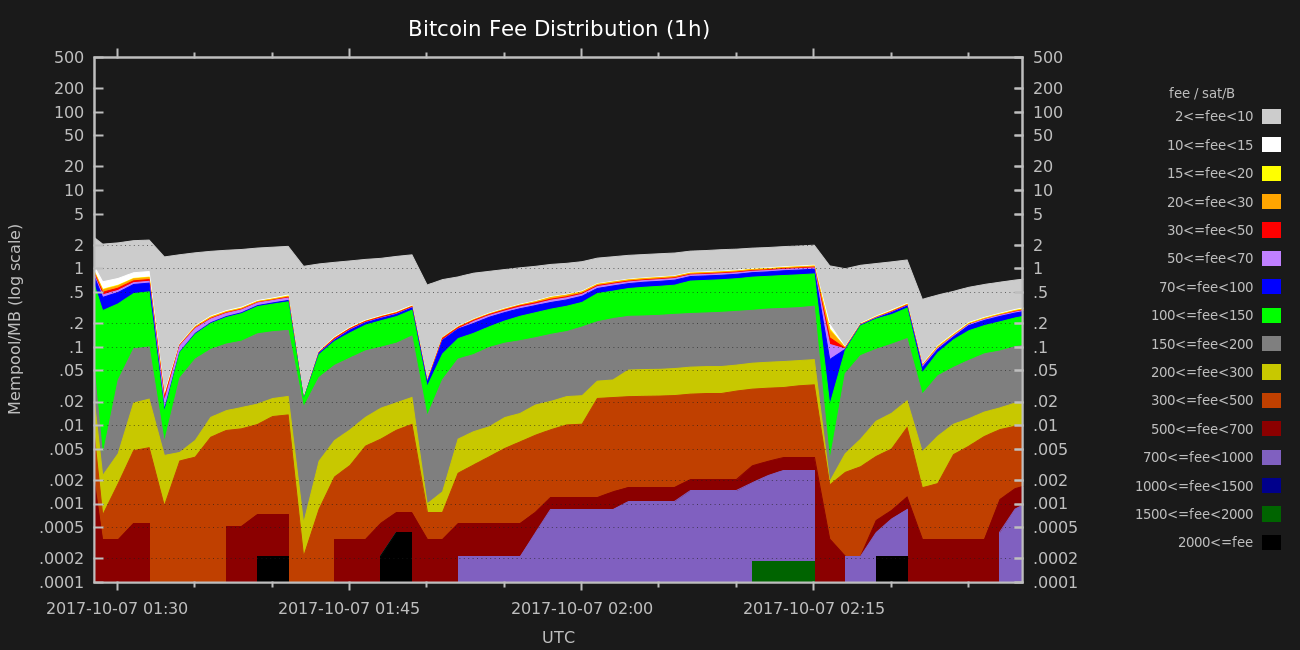 Bitcoin Fee Distribution (1h)
500 500
200 200
100 100
50 50
20 20
10 10
5 5
2 2
1 1
.5 .5
.2 .2
.1 .1
.05 .05
.02 .02
.01 .01
.005 .005
.002 .002
.001 .001
.0005 .0005
.0002 .0002
.0001 .0001
Mempool/MB (log scale)
2017-10-07 01:30 2017-10-07 01:45 2017-10-07 02:00 2017-10-07 02:15
UTC
fee / sat/B
2<=fee<10
10<=fee<15
15<=fee<20
20<=fee<30
30<=fee<50
50<=fee<70
70<=fee<100
100<=fee<150
150<=fee<200
200<=fee<300
300<=fee<500
500<=fee<700
700<=fee<1000
1000<=fee<1500
1500<=fee<2000
2000<=fee